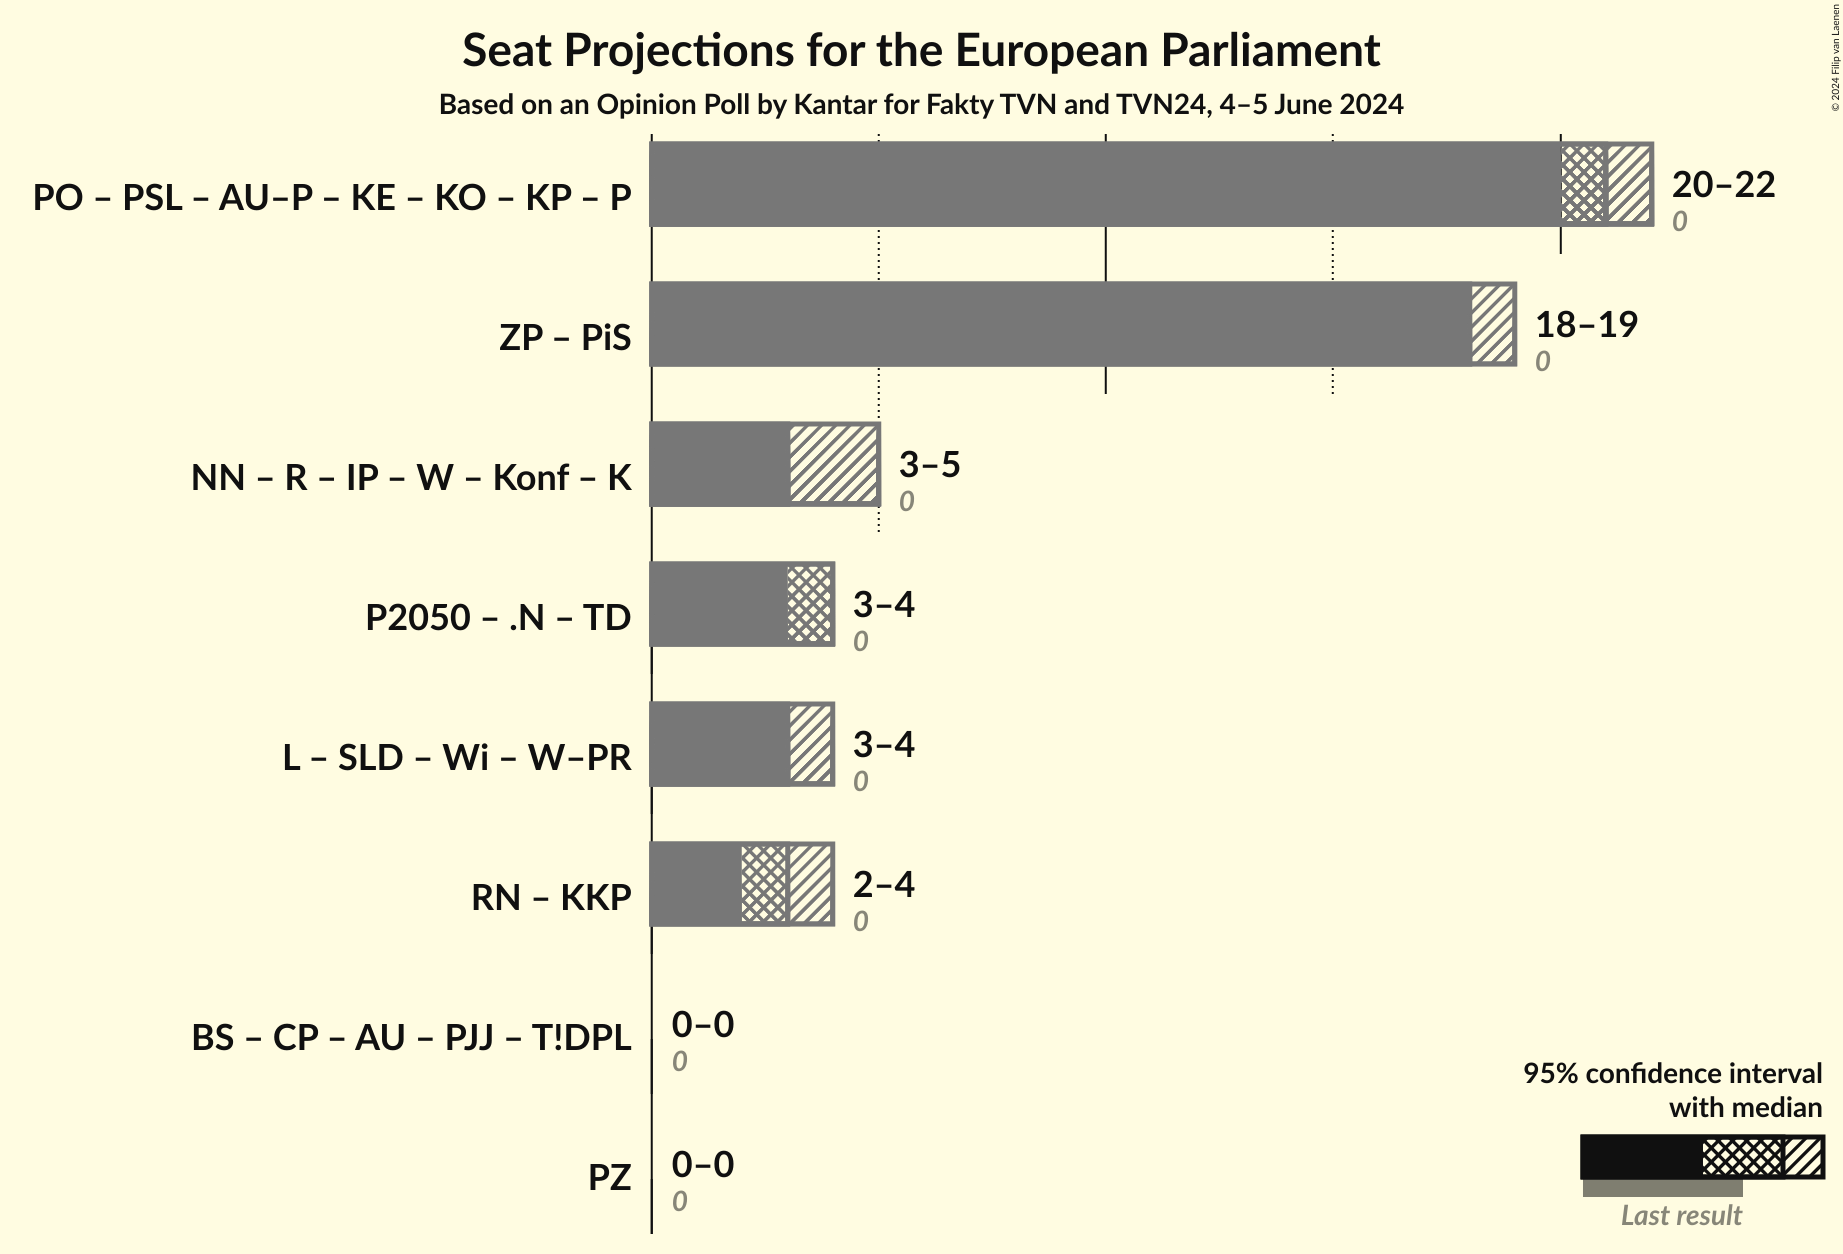 Seat Projections for the European Parliament
Based on an Opinion Poll by Kantar for Fakty TVN and TVN24, 4–5 June 2024
© 2024 Filip van Laenen
PO – PSL – AU–P – KE – KO – KP – P
20–22
0
ZP – PiS
18–19
0
NN – R – IP – W – Konf – K
3–5
0
P2050 – .N – TD
3–4
0
L – SLD – Wi – W–PR
3–4
0
RN – KKP
2–4
0
BS – CP – AU – PJJ – T!DPL
0–0
0
PZ
0–0
0
95% confidence interval
with median
Last result